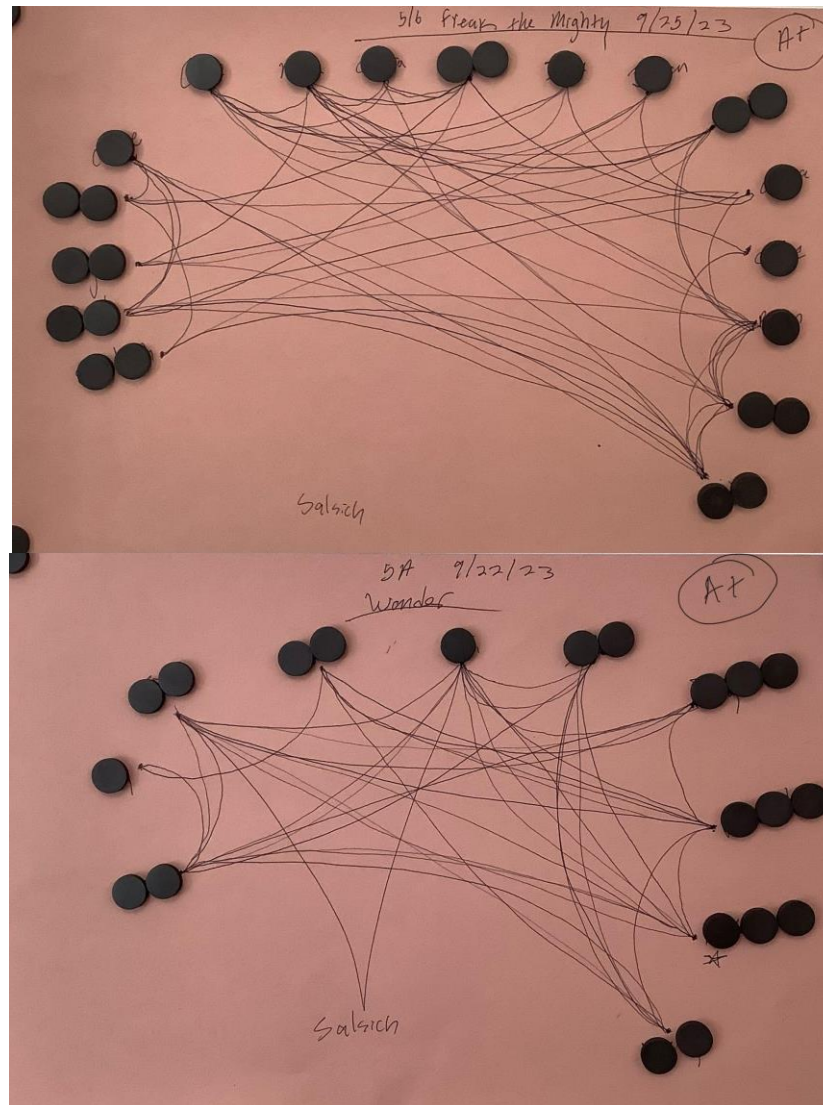 5/6 Freak the Mighty 9/25/23
A+
Salsich
5A 9/22/23
Wonder
A+
Salsich